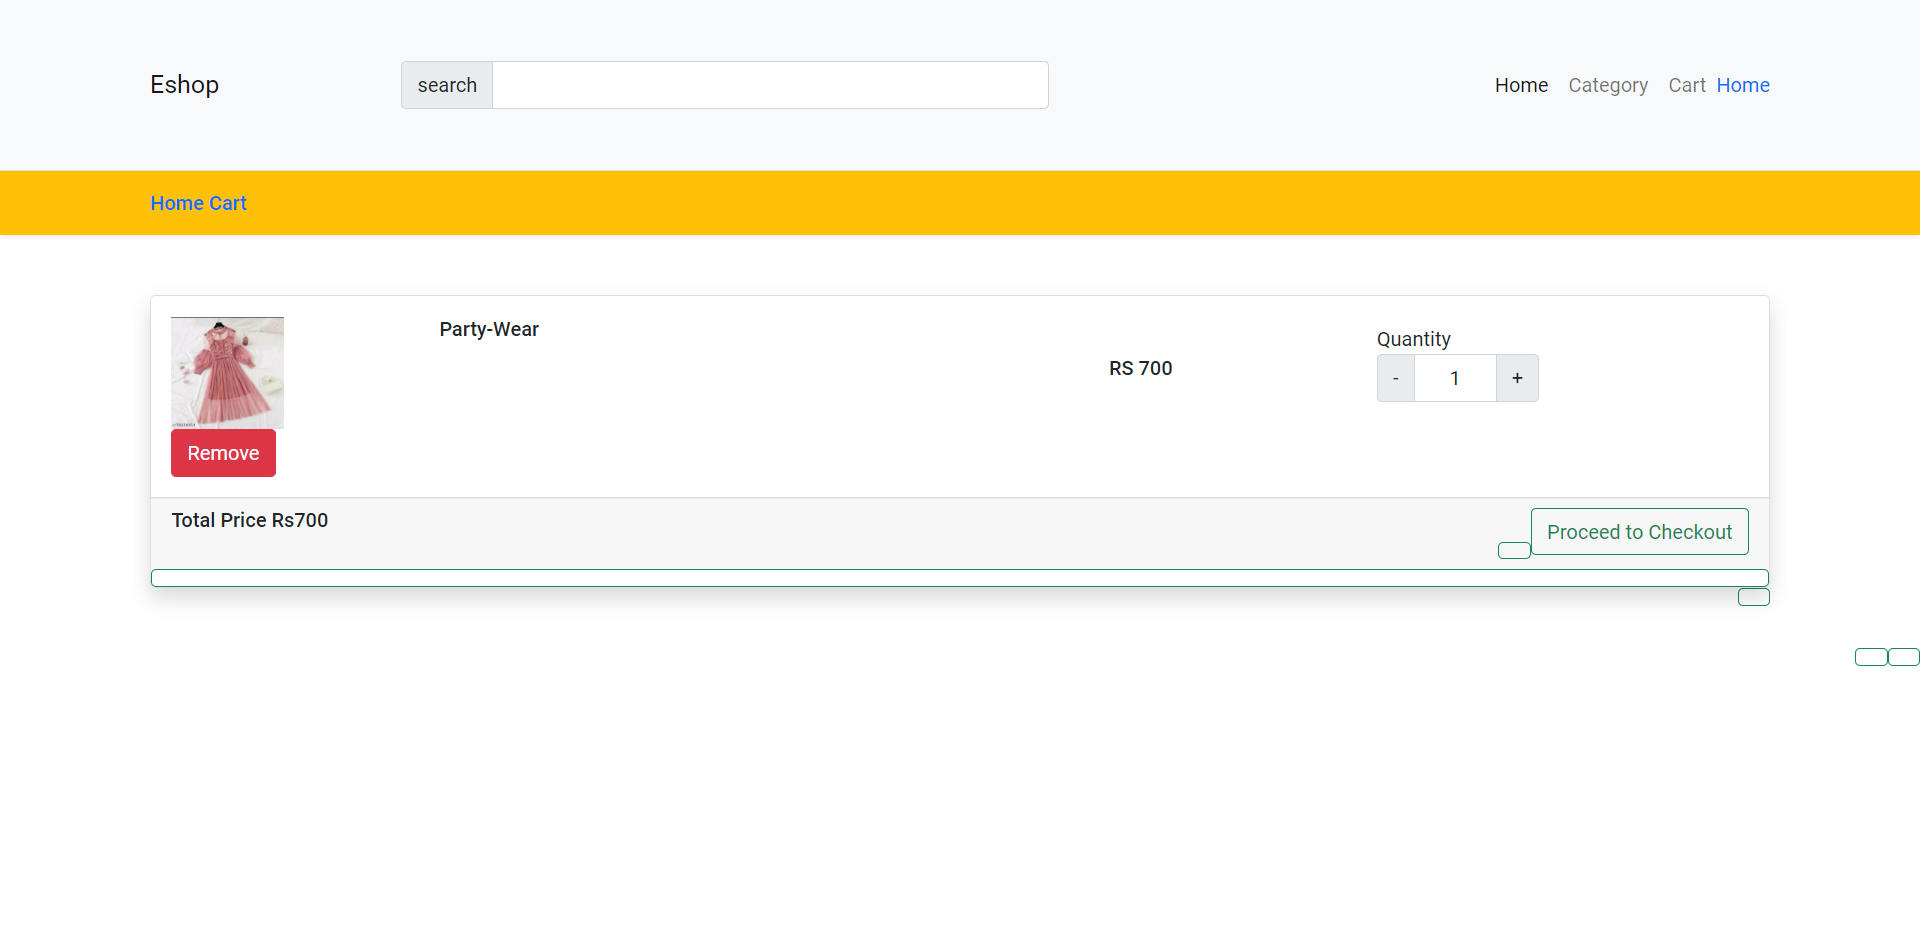 Eshop
search
Home Category Cart Home
Home Cart
Party-Wear
RS 700
Quantity
- 1 +
Remove
Total Price Rs700
Proceed to Checkout